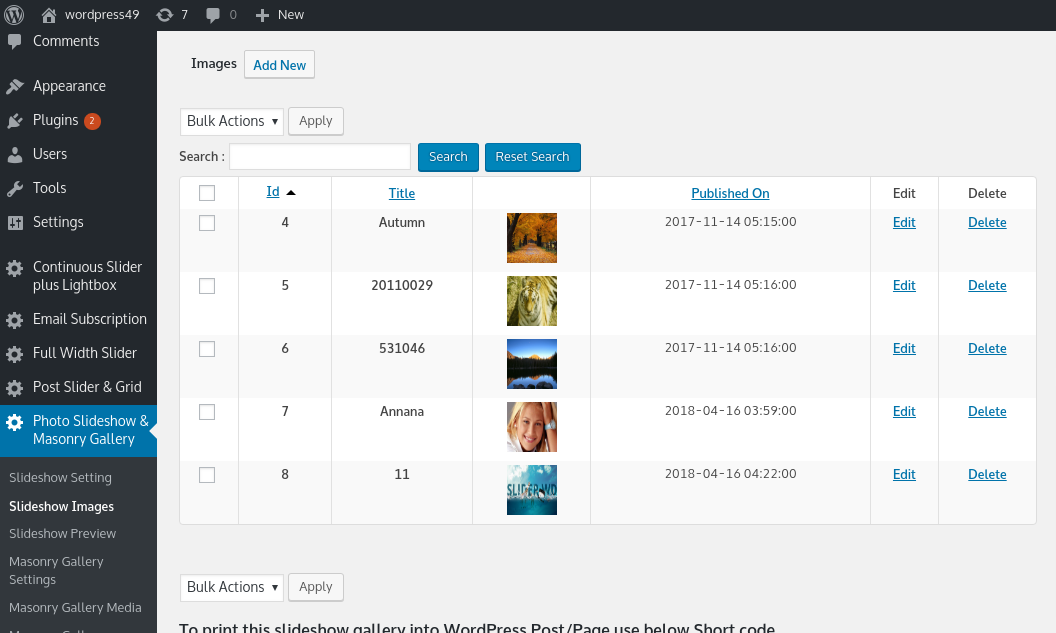 wordpress49 7 0 New
Comments
Appearance
Plugins 2
Users
Tools
Settings
Continuous Slider
plus Lightbox
Email Subscription
Full Width Slider
Post Slider & Grid
Photo Slideshow &
Masonry Gallery
Slideshow Setting
Slideshow Images
Slideshow Preview
Masonry Gallery
Settings
Masonry Gallery Media
Images Add New
Bulk Actions Apply
Search : Search Reset Search
Id Title Published On Edit Delete
4 Autumn 2017-11-14 05:15:00 Edit Delete
5 20110029 2017-11-14 05:16:00 Edit Delete
6 531046 2017-11-14 05:16:00 Edit Delete
7 Annana 2018-04-16 03:59:00 Edit Delete
8 11 2018-04-16 04:22:00 Edit Delete
Bulk Actions Apply
To print this slideshow gallery into WordPress Post/Page use below Short code